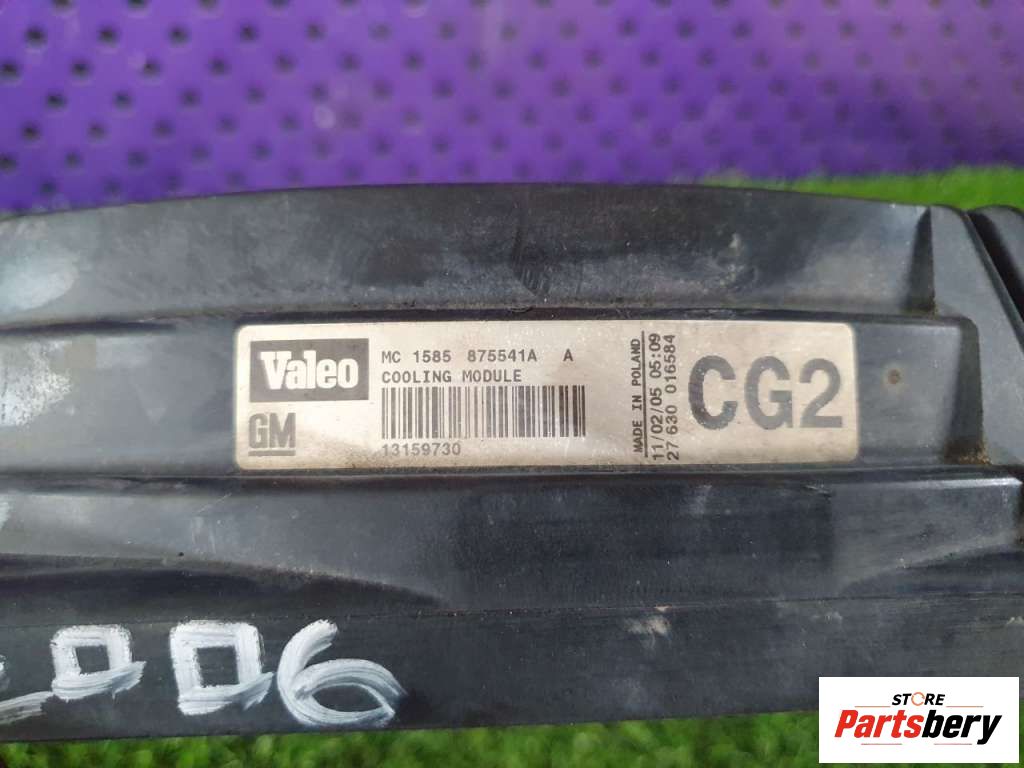 Valeo
GM
MC 1585 875541A A
COOLING MODULE
13159730
MADE IN POLAND
11/02/05 05:09
27 630 016584
CG2
2006
STORE
Partsbery